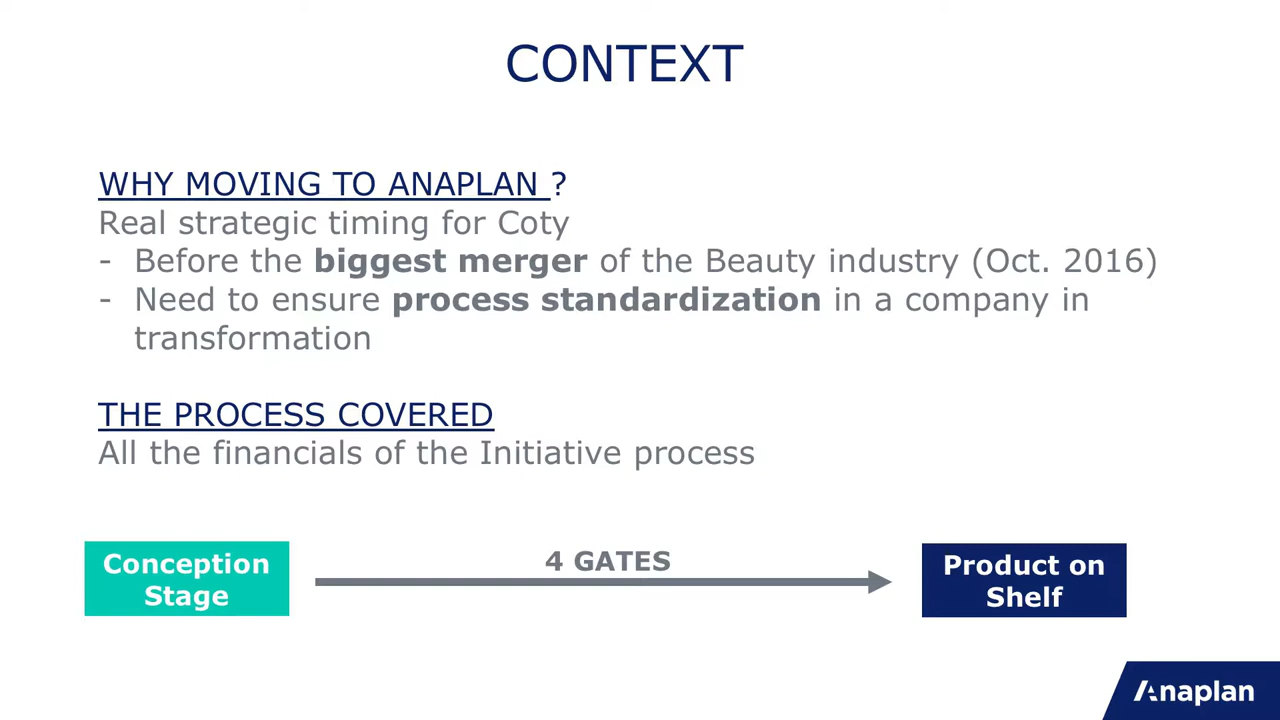 CONTEXT
WHY MOVING TO ANAPLAN ?
Real strategic timing for Coty
- Before the biggest merger of the Beauty industry (Oct. 2016)
- Need to ensure process standardization in a company in
transformation
THE PROCESS COVERED
All the financials of the Initiative process
Conception
Stage
4 GATES
Product on
Shelf
Anaplan